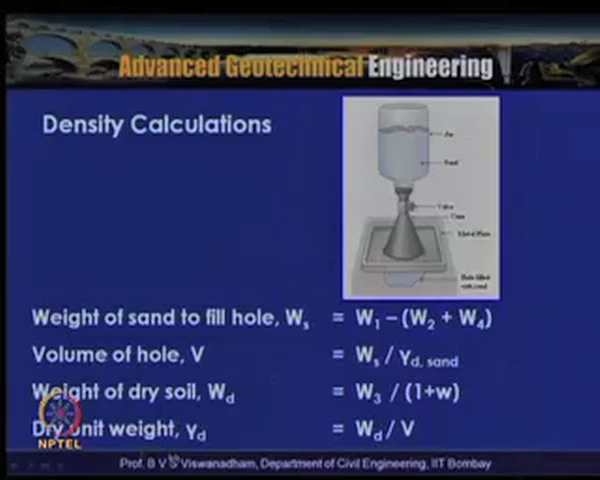 Advanced Geotechnical Engineering
Density Calculations
Jar
Sand
Valve
Cone
Metal Plate
Hole filled
with sand
Weight of sand to fill hole, Wₛ = W₁ – (W₂ + W₄)
Volume of hole, V = Wₛ / γd, sand
Weight of dry soil, Wd = W₃ / (1+w)
Dry unit weight, γd = Wd / V
NPTEL
Prof. B V S Viswanadham, Department of Civil Engineering, IIT Bombay